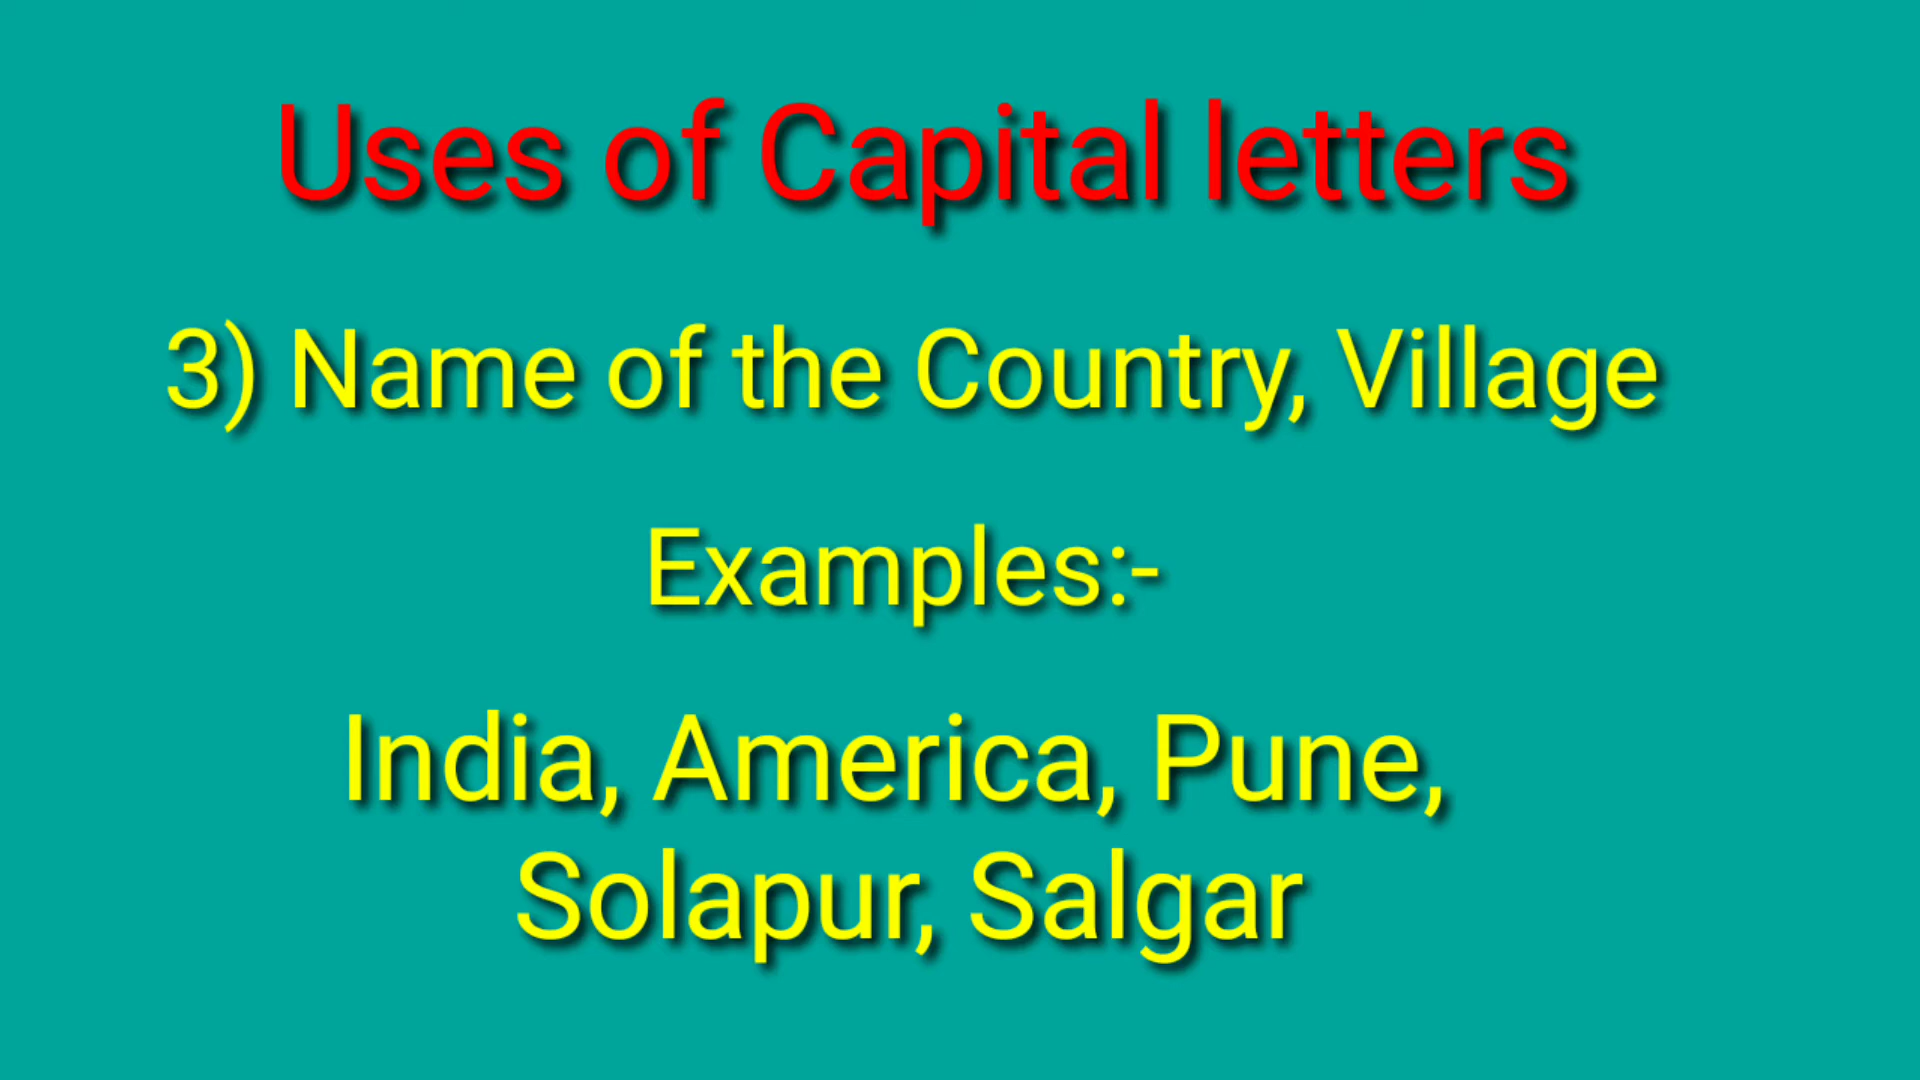 Uses of Capital letters
3) Name of the Country, Village
Examples:-
India, America, Pune,
Solapur, Salgar